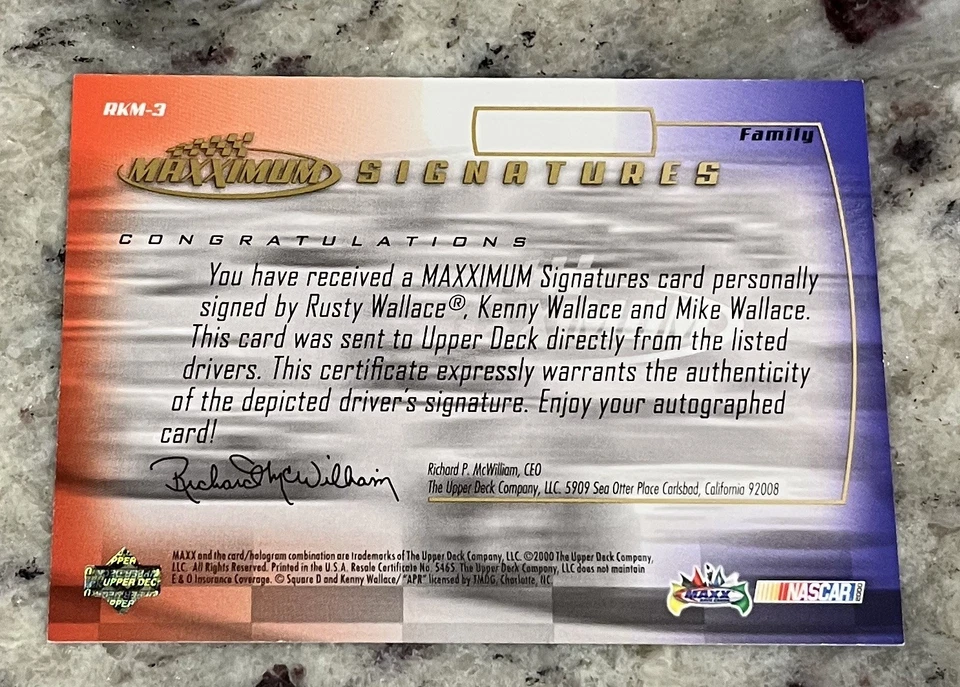 RKM-3
Family
MAXXIMUM SIGNATURES
CONGRATULATIONS
You have received a MAXXIMUM Signatures card personally
signed by Rusty Wallace®, Kenny Wallace and Mike Wallace.
This card was sent to Upper Deck directly from the listed
drivers. This certificate expressly warrants the authenticity
of the depicted driver's signature. Enjoy your autographed
card!
Richard McWilliam
Richard P. McWilliam, CEO
The Upper Deck Company, LLC. 5909 Sea Otter Place Carlsbad, California 92008
MAXX and the card/hologram combination are trademarks of The Upper Deck Company, LLC. ©2000 The Upper Deck Company,
LLC. All Rights Reserved. Printed in the U.S.A. Resale Certificate No. 5465. The Upper Deck Company, LLC does not maintain
E & O Insurance Coverage. © Square D and Kenny Wallace/ "APR" licensed by TMDG, Charlotte, NC.
UPPER DEC
MAXX
NASCAR